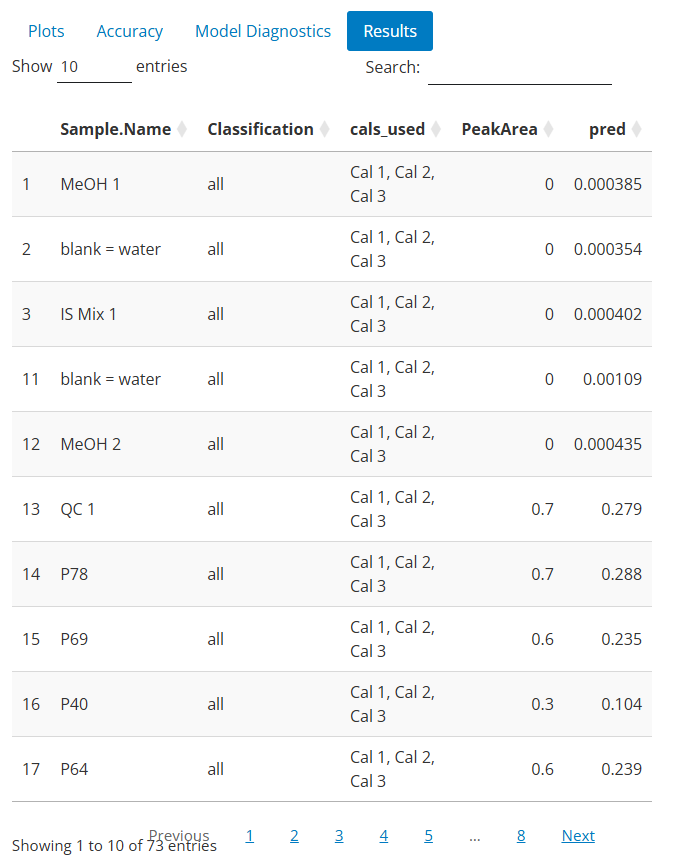 Plots Accuracy Model Diagnostics Results
Show 10 entries Search:
Sample.Name Classification cals_used PeakArea pred
1 MeOH 1 all Cal 1, Cal 2, Cal 3 0 0.000385
2 blank = water all Cal 1, Cal 2, Cal 3 0 0.000354
3 IS Mix 1 all Cal 1, Cal 2, Cal 3 0 0.000402
11 blank = water all Cal 1, Cal 2, Cal 3 0 0.00109
12 MeOH 2 all Cal 1, Cal 2, Cal 3 0 0.000435
13 QC 1 all Cal 1, Cal 2, Cal 3 0.7 0.279
14 P78 all Cal 1, Cal 2, Cal 3 0.7 0.288
15 P69 all Cal 1, Cal 2, Cal 3 0.6 0.235
16 P40 all Cal 1, Cal 2, Cal 3 0.3 0.104
17 P64 all Cal 1, Cal 2, Cal 3 0.6 0.239
Previous 1 2 3 4 5 ... 8 Next
Showing 1 to 10 of 73 entries